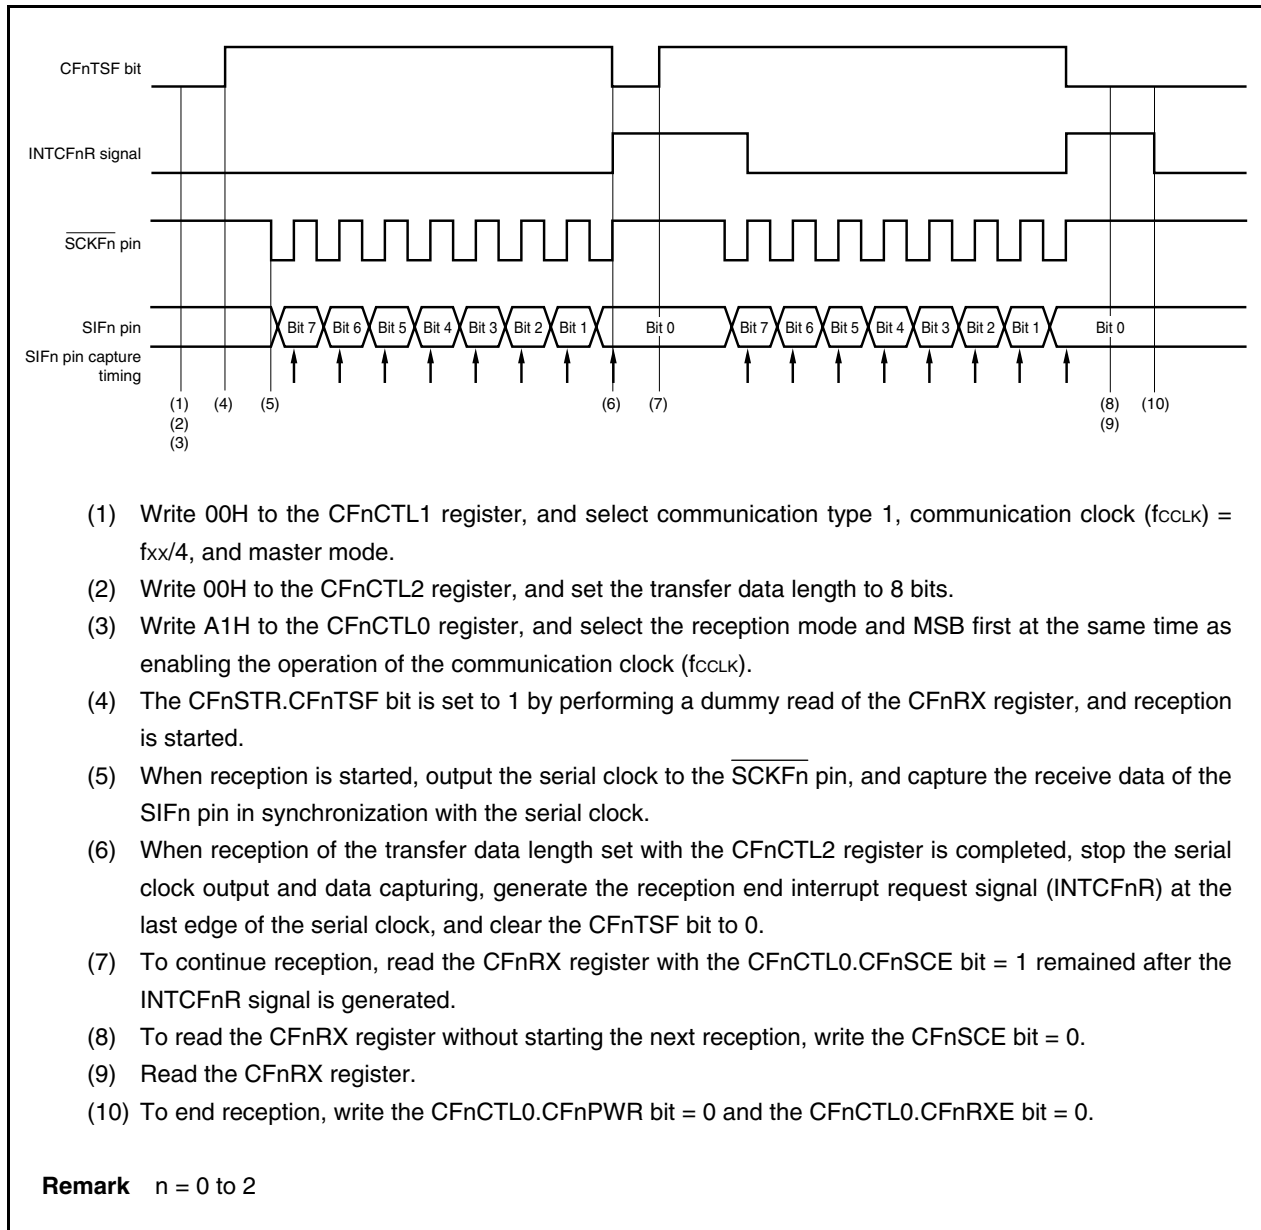 CFnTSF bit
INTCFnR signal
SCKFn pin
SIFn pin
Bit 7 Bit 6 Bit 5 Bit 4 Bit 3 Bit 2 Bit 1 Bit 0 Bit 7 Bit 6 Bit 5 Bit 4 Bit 3 Bit 2 Bit 1 Bit 0
SIFn pin capture
timing
(1) (4) (5) (6) (7) (8) (10)
(2) (9)
(3)
(1) Write 00H to the CFnCTL1 register, and select communication type 1, communication clock (fCCLK) =
fXX/4, and master mode.
(2) Write 00H to the CFnCTL2 register, and set the transfer data length to 8 bits.
(3) Write A1H to the CFnCTL0 register, and select the reception mode and MSB first at the same time as
enabling the operation of the communication clock (fCCLK).
(4) The CFnSTR.CFnTSF bit is set to 1 by performing a dummy read of the CFnRX register, and reception
is started.
(5) When reception is started, output the serial clock to the SCKFn pin, and capture the receive data of the
SIFn pin in synchronization with the serial clock.
(6) When reception of the transfer data length set with the CFnCTL2 register is completed, stop the serial
clock output and data capturing, generate the reception end interrupt request signal (INTCFnR) at the
last edge of the serial clock, and clear the CFnTSF bit to 0.
(7) To continue reception, read the CFnRX register with the CFnCTL0.CFnSCE bit = 1 remained after the
INTCFnR signal is generated.
(8) To read the CFnRX register without starting the next reception, write the CFnSCE bit = 0.
(9) Read the CFnRX register.
(10) To end reception, write the CFnCTL0.CFnPWR bit = 0 and the CFnCTL0.CFnRXE bit = 0.
Remark n = 0 to 2